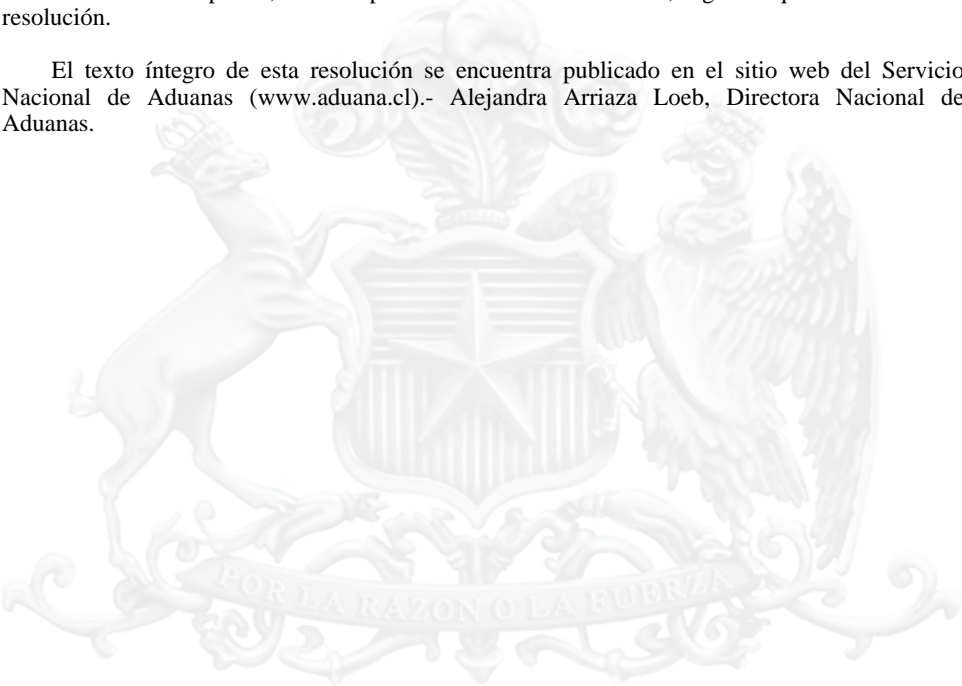 resolución.
El texto íntegro de esta resolución se encuentra publicado en el sitio web del Servicio
Nacional de Aduanas (www.aduana.cl).- Alejandra Arriaza Loeb, Directora Nacional de
Aduanas.
POR LA RAZON O LA FUERZA